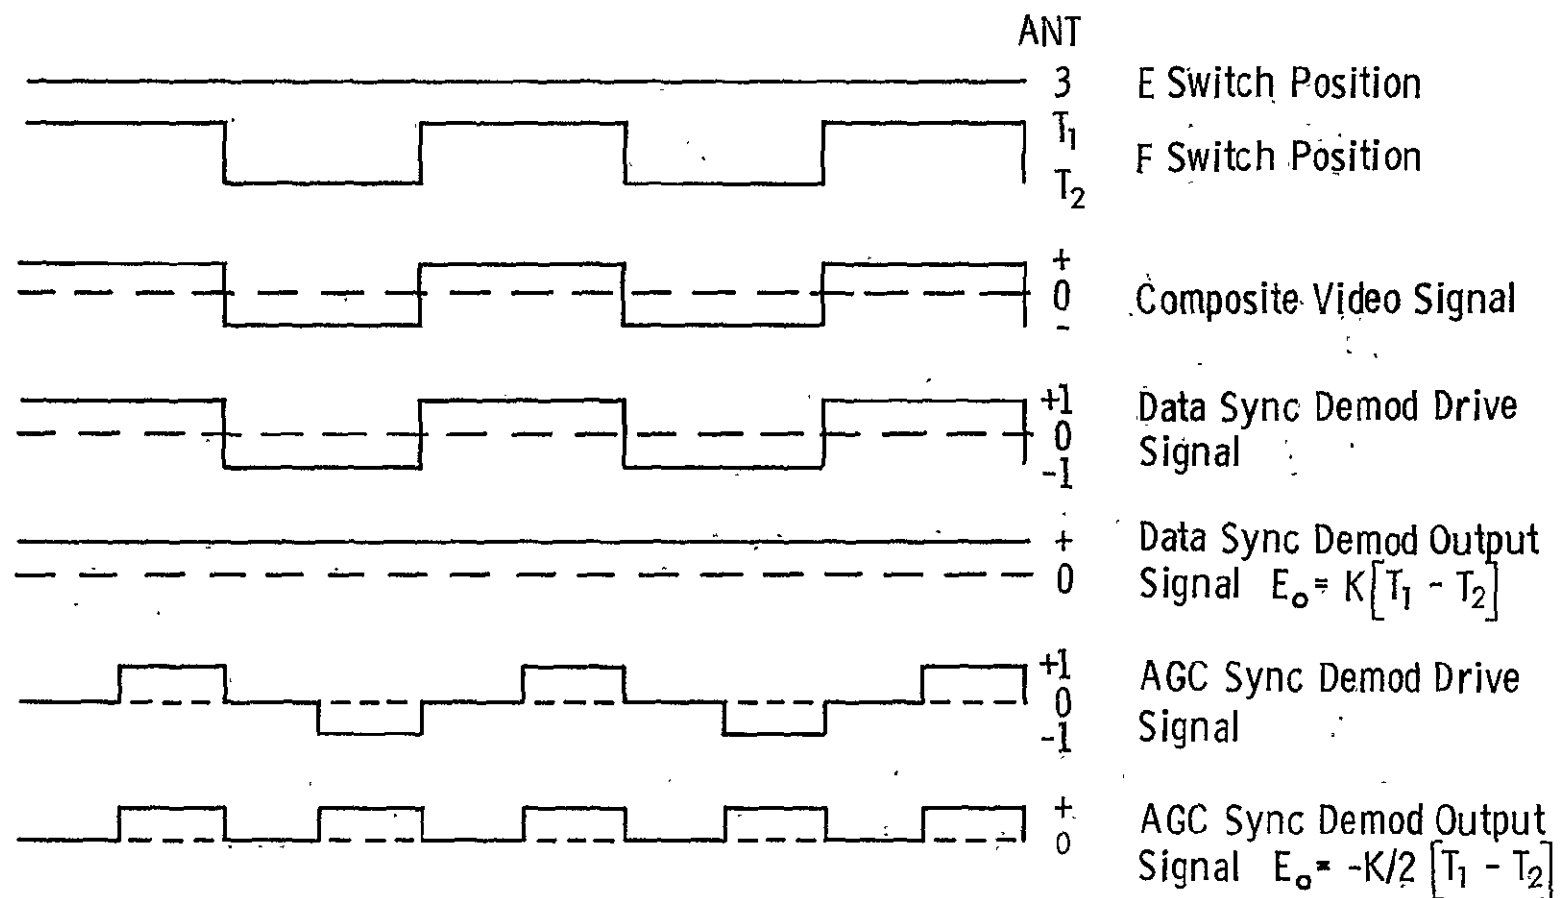 ANT
3 E Switch Position
T₁
F Switch Position
T₂
+
0 Composite Video Signal
-
+1 Data Sync Demod Drive
0 Signal
-1
+ Data Sync Demod Output
0 Signal E₀ = K[T₁ - T₂]
+1 AGC Sync Demod Drive
0
-1 Signal
+ AGC Sync Demod Output
0 Signal E₀ = -K/2 [T₁ - T₂]